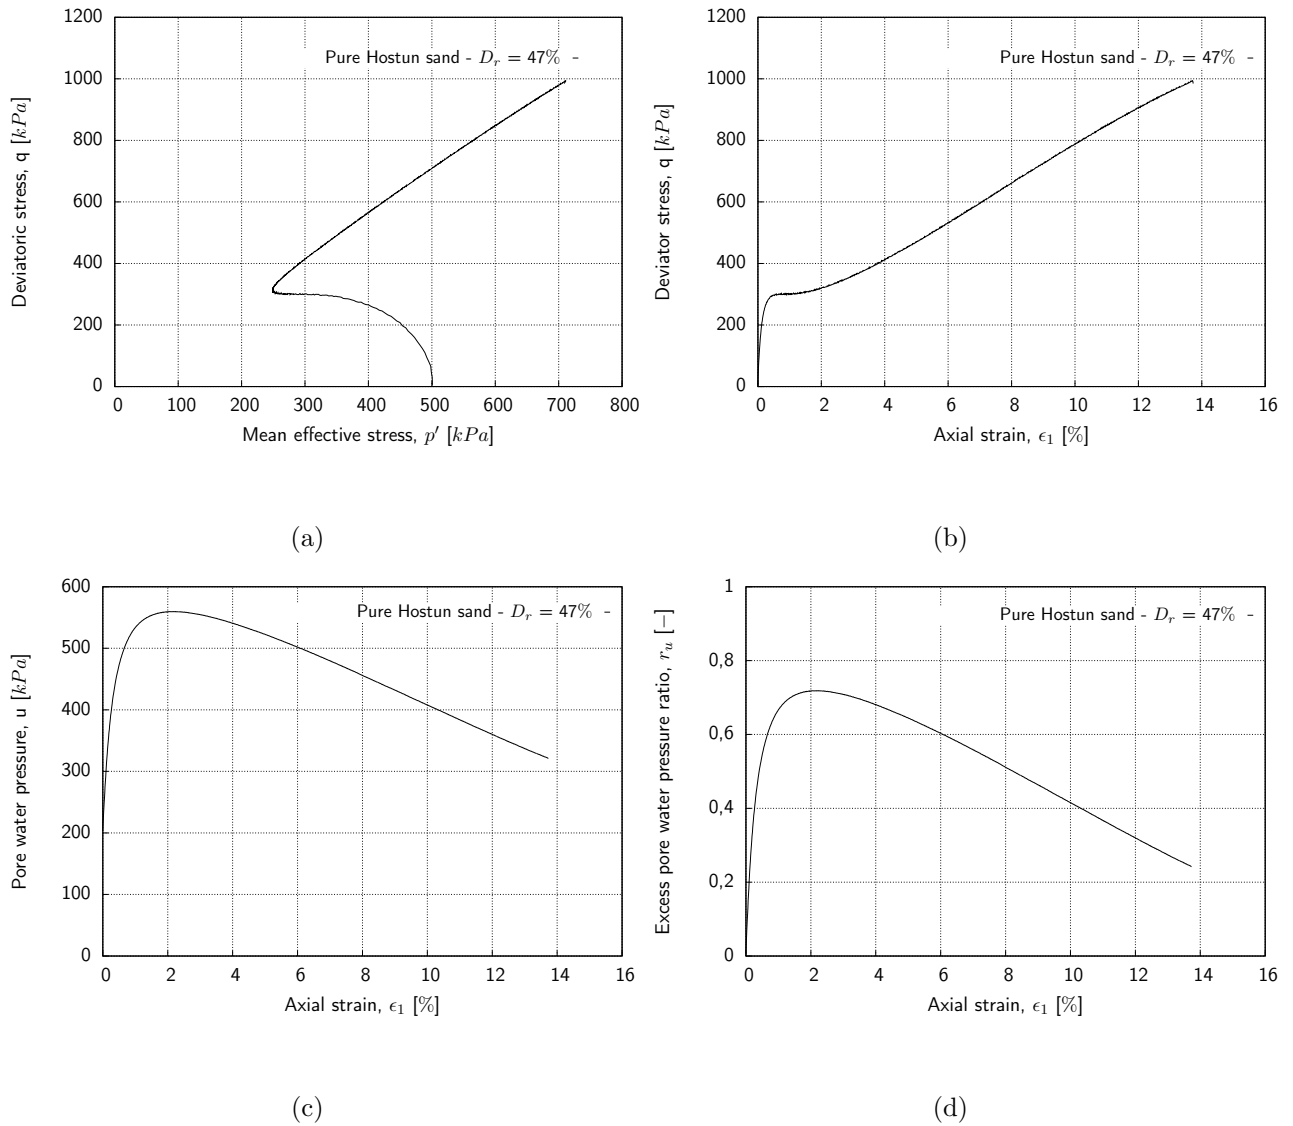 Deviatoric stress, q [kPa]
1200
1000
800
600
400
200
0
Pure Hostun sand - D_r = 47%
0 100 200 300 400 500 600 700 800
Mean effective stress, p′ [kPa]
(a)
Deviator stress, q [kPa]
1200
1000
800
600
400
200
0
Pure Hostun sand - D_r = 47%
0 2 4 6 8 10 12 14 16
Axial strain, ϵ_1 [%]
(b)
Pore water pressure, u [kPa]
600
500
400
300
200
100
0
Pure Hostun sand - D_r = 47%
0 2 4 6 8 10 12 14 16
Axial strain, ϵ_1 [%]
(c)
Excess pore water pressure ratio, r_u [−]
1
0,8
0,6
0,4
0,2
0
Pure Hostun sand - D_r = 47%
0 2 4 6 8 10 12 14 16
Axial strain, ϵ_1 [%]
(d)